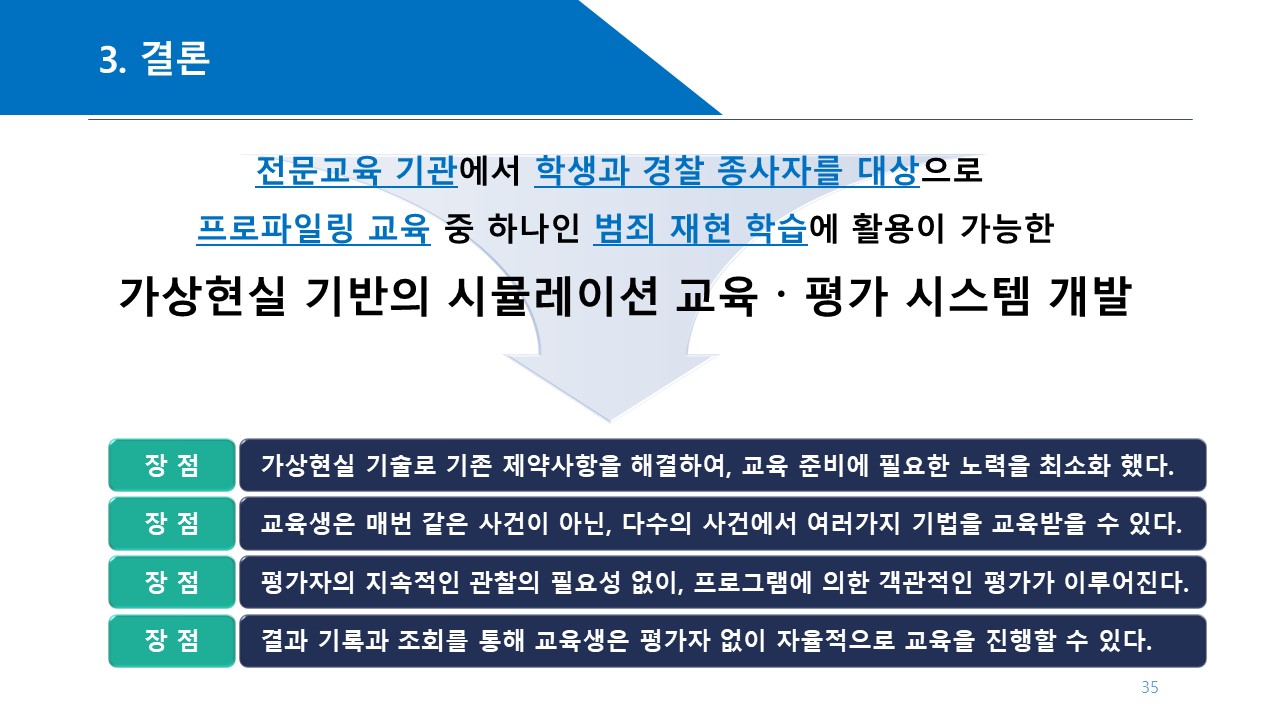 3. 결론
전문교육 기관에서 학생과 경찰 종사자를 대상으로
프로파일링 교육 중 하나인 범죄 재현 학습에 활용이 가능한
가상현실 기반의 시뮬레이션 교육 · 평가 시스템 개발
장 점 가상현실 기술로 기존 제약사항을 해결하여, 교육 준비에 필요한 노력을 최소화 했다.
장 점 교육생은 매번 같은 사건이 아닌, 다수의 사건에서 여러가지 기법을 교육받을 수 있다.
장 점 평가자의 지속적인 관찰의 필요성 없이, 프로그램에 의한 객관적인 평가가 이루어진다.
장 점 결과 기록과 조회를 통해 교육생은 평가자 없이 자율적으로 교육을 진행할 수 있다.
35